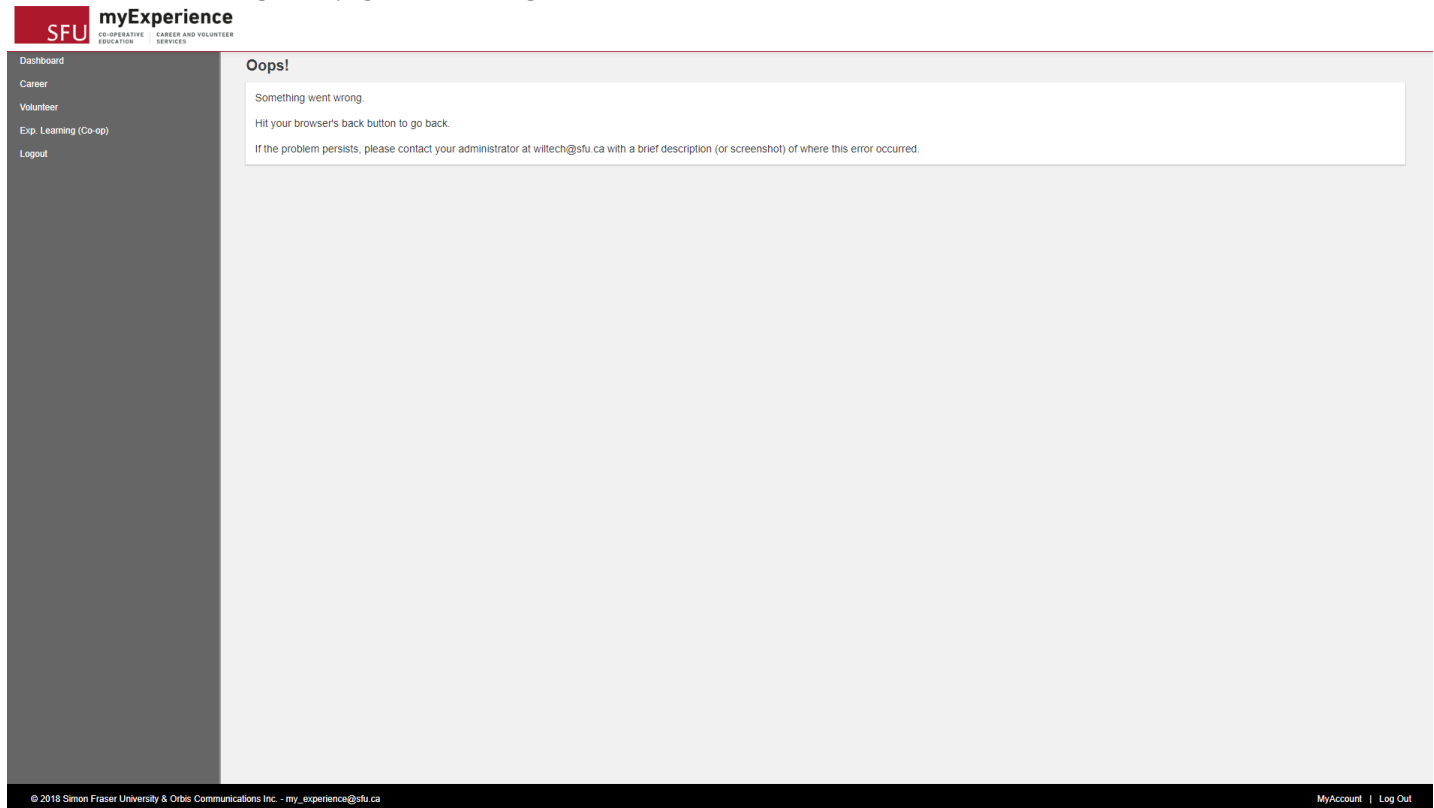 SFU
myExperience
CO-OPERATIVE EDUCATION | CAREER AND VOLUNTEER SERVICES
Dashboard
Career
Volunteer
Exp. Learning (Co-op)
Logout
Oops!
Something went wrong.
Hit your browser's back button to go back.
If the problem persists, please contact your administrator at wiltech@sfu.ca with a brief description (or screenshot) of where this error occurred.
© 2018 Simon Fraser University & Orbis Communications Inc. - my_experience@sfu.ca
MyAccount | Log Out